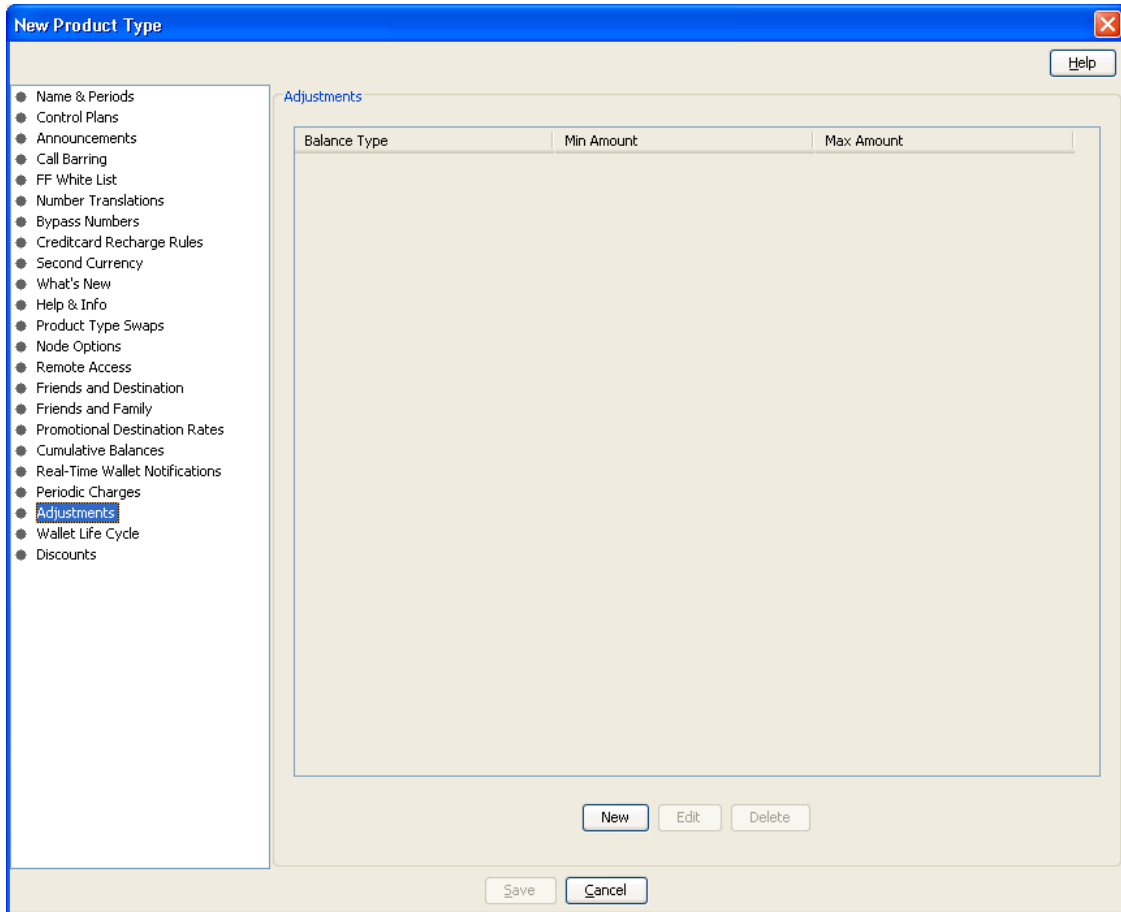 New Product Type
Help
Name & Periods
Control Plans
Announcements
Call Barring
FF White List
Number Translations
Bypass Numbers
Creditcard Recharge Rules
Second Currency
What's New
Help & Info
Product Type Swaps
Node Options
Remote Access
Friends and Destination
Friends and Family
Promotional Destination Rates
Cumulative Balances
Real-Time Wallet Notifications
Periodic Charges
Adjustments
Wallet Life Cycle
Discounts
Adjustments
Balance Type Min Amount Max Amount
New Edit Delete
Save Cancel